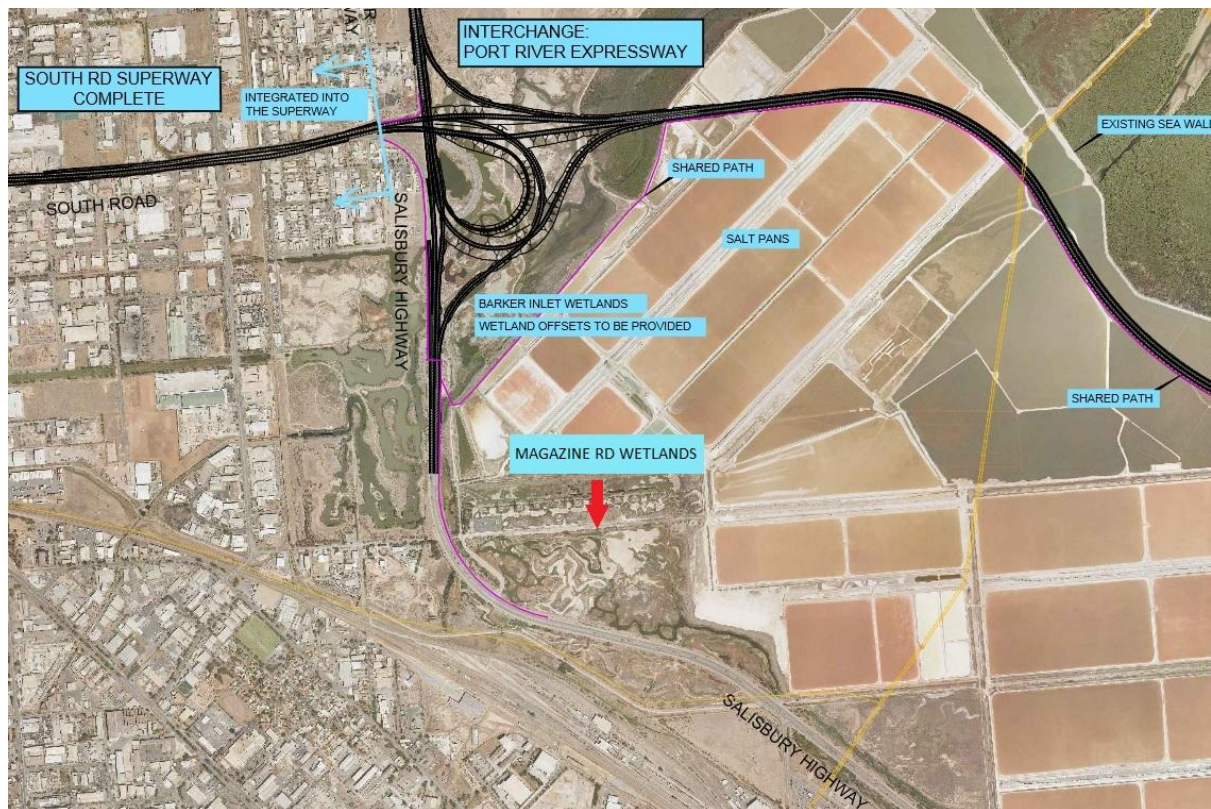 R
WAY
INTERCHANGE:
PORT RIVER EXPRESSWAY
SOUTH RD SUPERWAY
COMPLETE
INTEGRATED INTO
THE SUPERWAY
EXISTING SEA WALL
SHARED PATH
SOUTH ROAD
SALISBURY HIGHWAY
SALT PANS
BARKER INLET WETLANDS
WETLAND OFFSETS TO BE PROVIDED
SHARED PATH
MAGAZINE RD WETLANDS
SALISBURY HIGHWAY